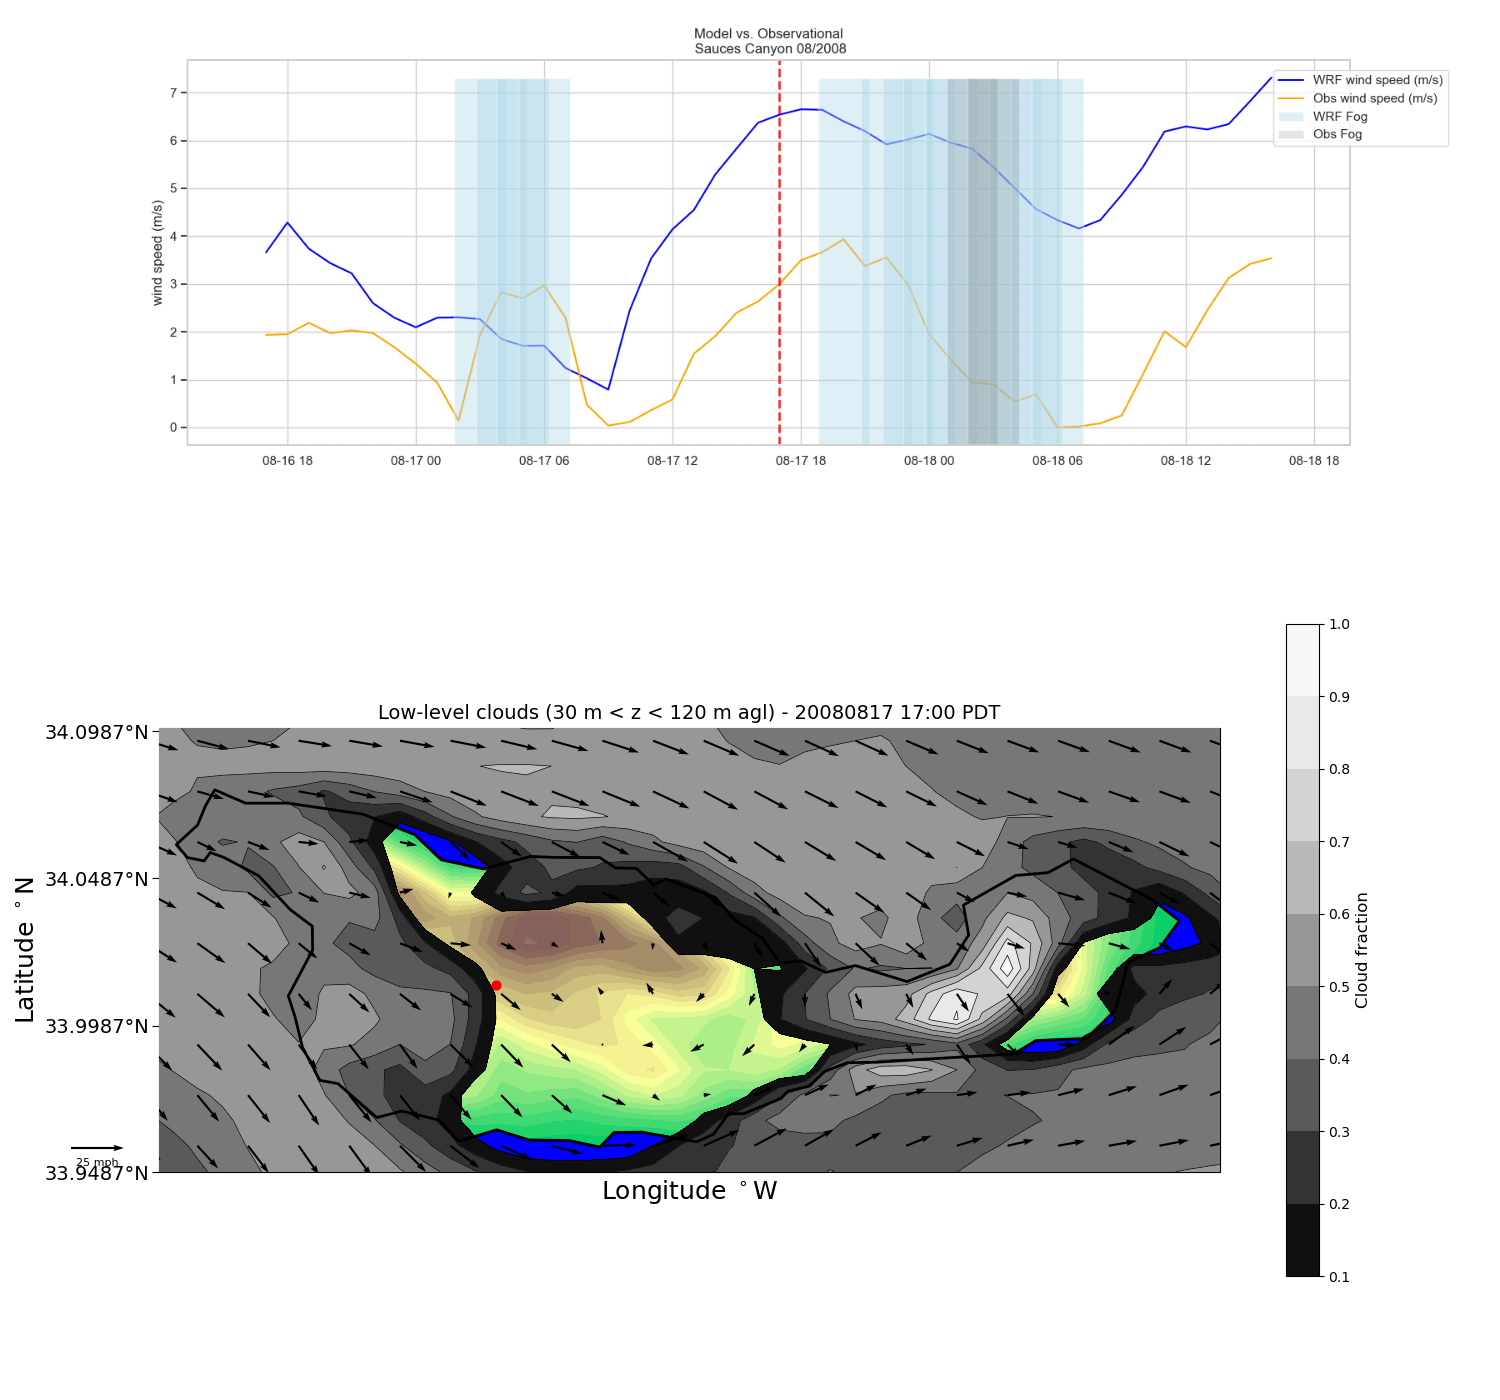 Model vs. Observational
Sauces Canyon 08/2008
wind speed (m/s)
7
6
5
4
3
2
1
0
WRF wind speed (m/s)
Obs wind speed (m/s)
WRF Fog
Obs Fog
08-16 18
08-17 00
08-17 06
08-17 12
08-17 18
08-18 00
08-18 06
08-18 12
08-18 18
Low-level clouds (30 m < z < 120 m agl) - 20080817 17:00 PDT
34.0987°N
34.0487°N
33.9987°N
33.9487°N
Latitude °N
25 mph
Longitude °W
1.0
0.9
0.8
0.7
0.6
0.5
0.4
0.3
0.2
0.1
Cloud fraction